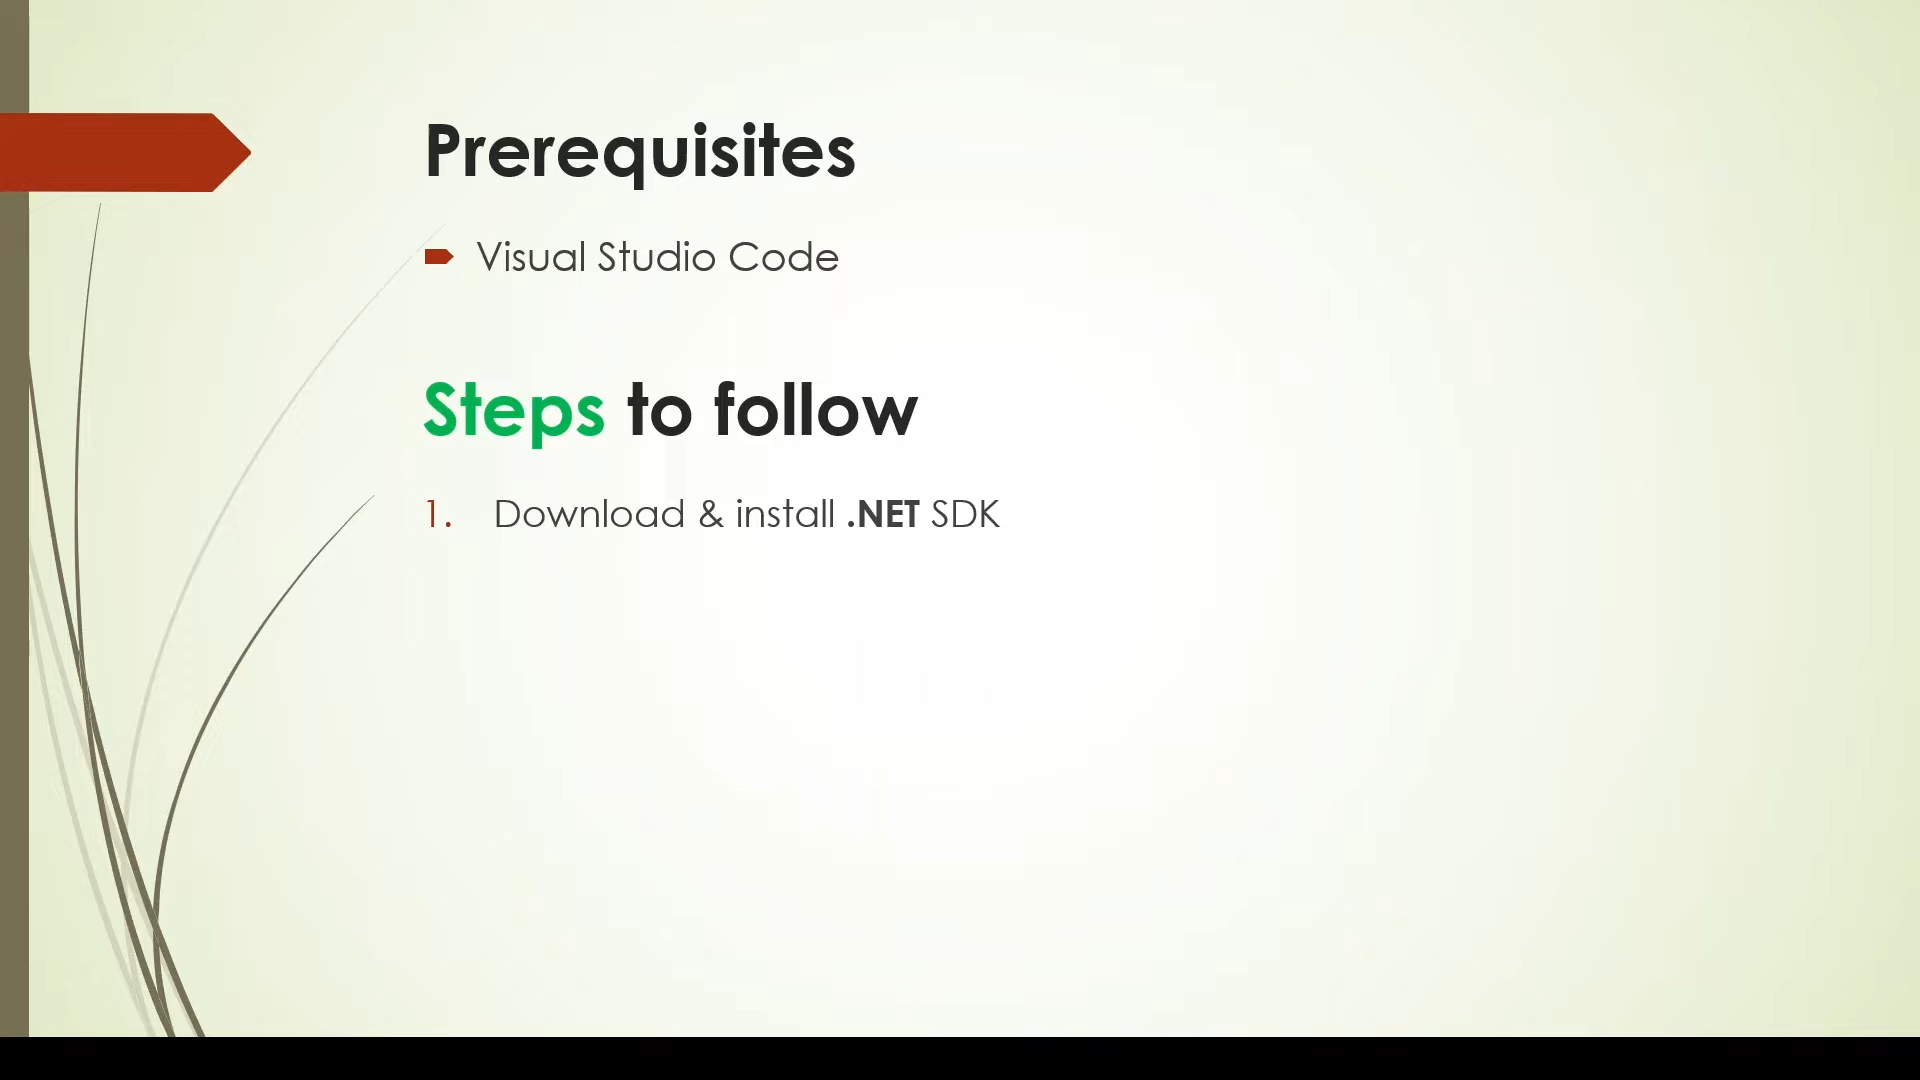 Prerequisites
Visual Studio Code
Steps to follow
1. Download & install .NET SDK